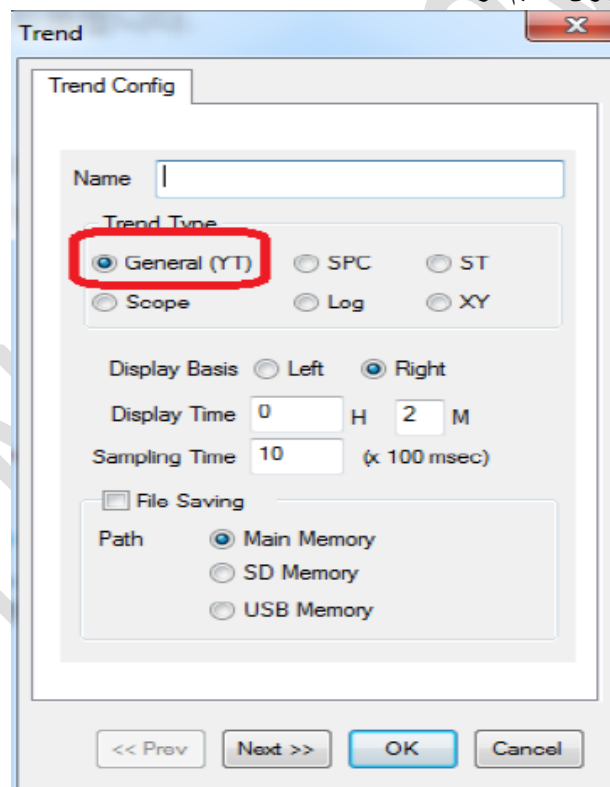 Trend
Trend Config
Name
Trend Type
General (YT) SPC ST
Scope Log XY
Display Basis Left Right
Display Time 0 H 2 M
Sampling Time 10 (x 100 msec)
File Saving
Path Main Memory
SD Memory
USB Memory
<< Prev Next >> OK Cancel